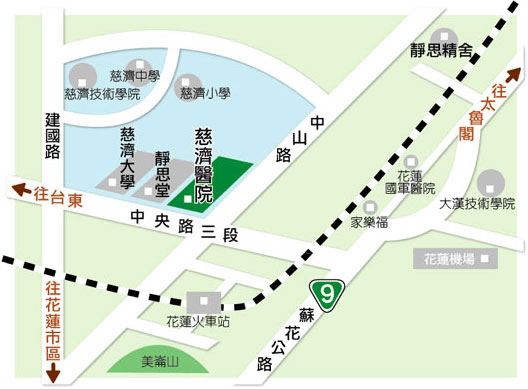 靜思精舍
往太魯閣
慈濟中學
慈濟技術學院
慈濟小學
建國路
中山路
慈濟大學
靜思堂
慈濟醫院
花蓮
國軍醫院
大漢技術學院
往台東
中央路三段
家樂福
花蓮機場
9
蘇花公路
往花蓮市區
花蓮火車站
美崙山